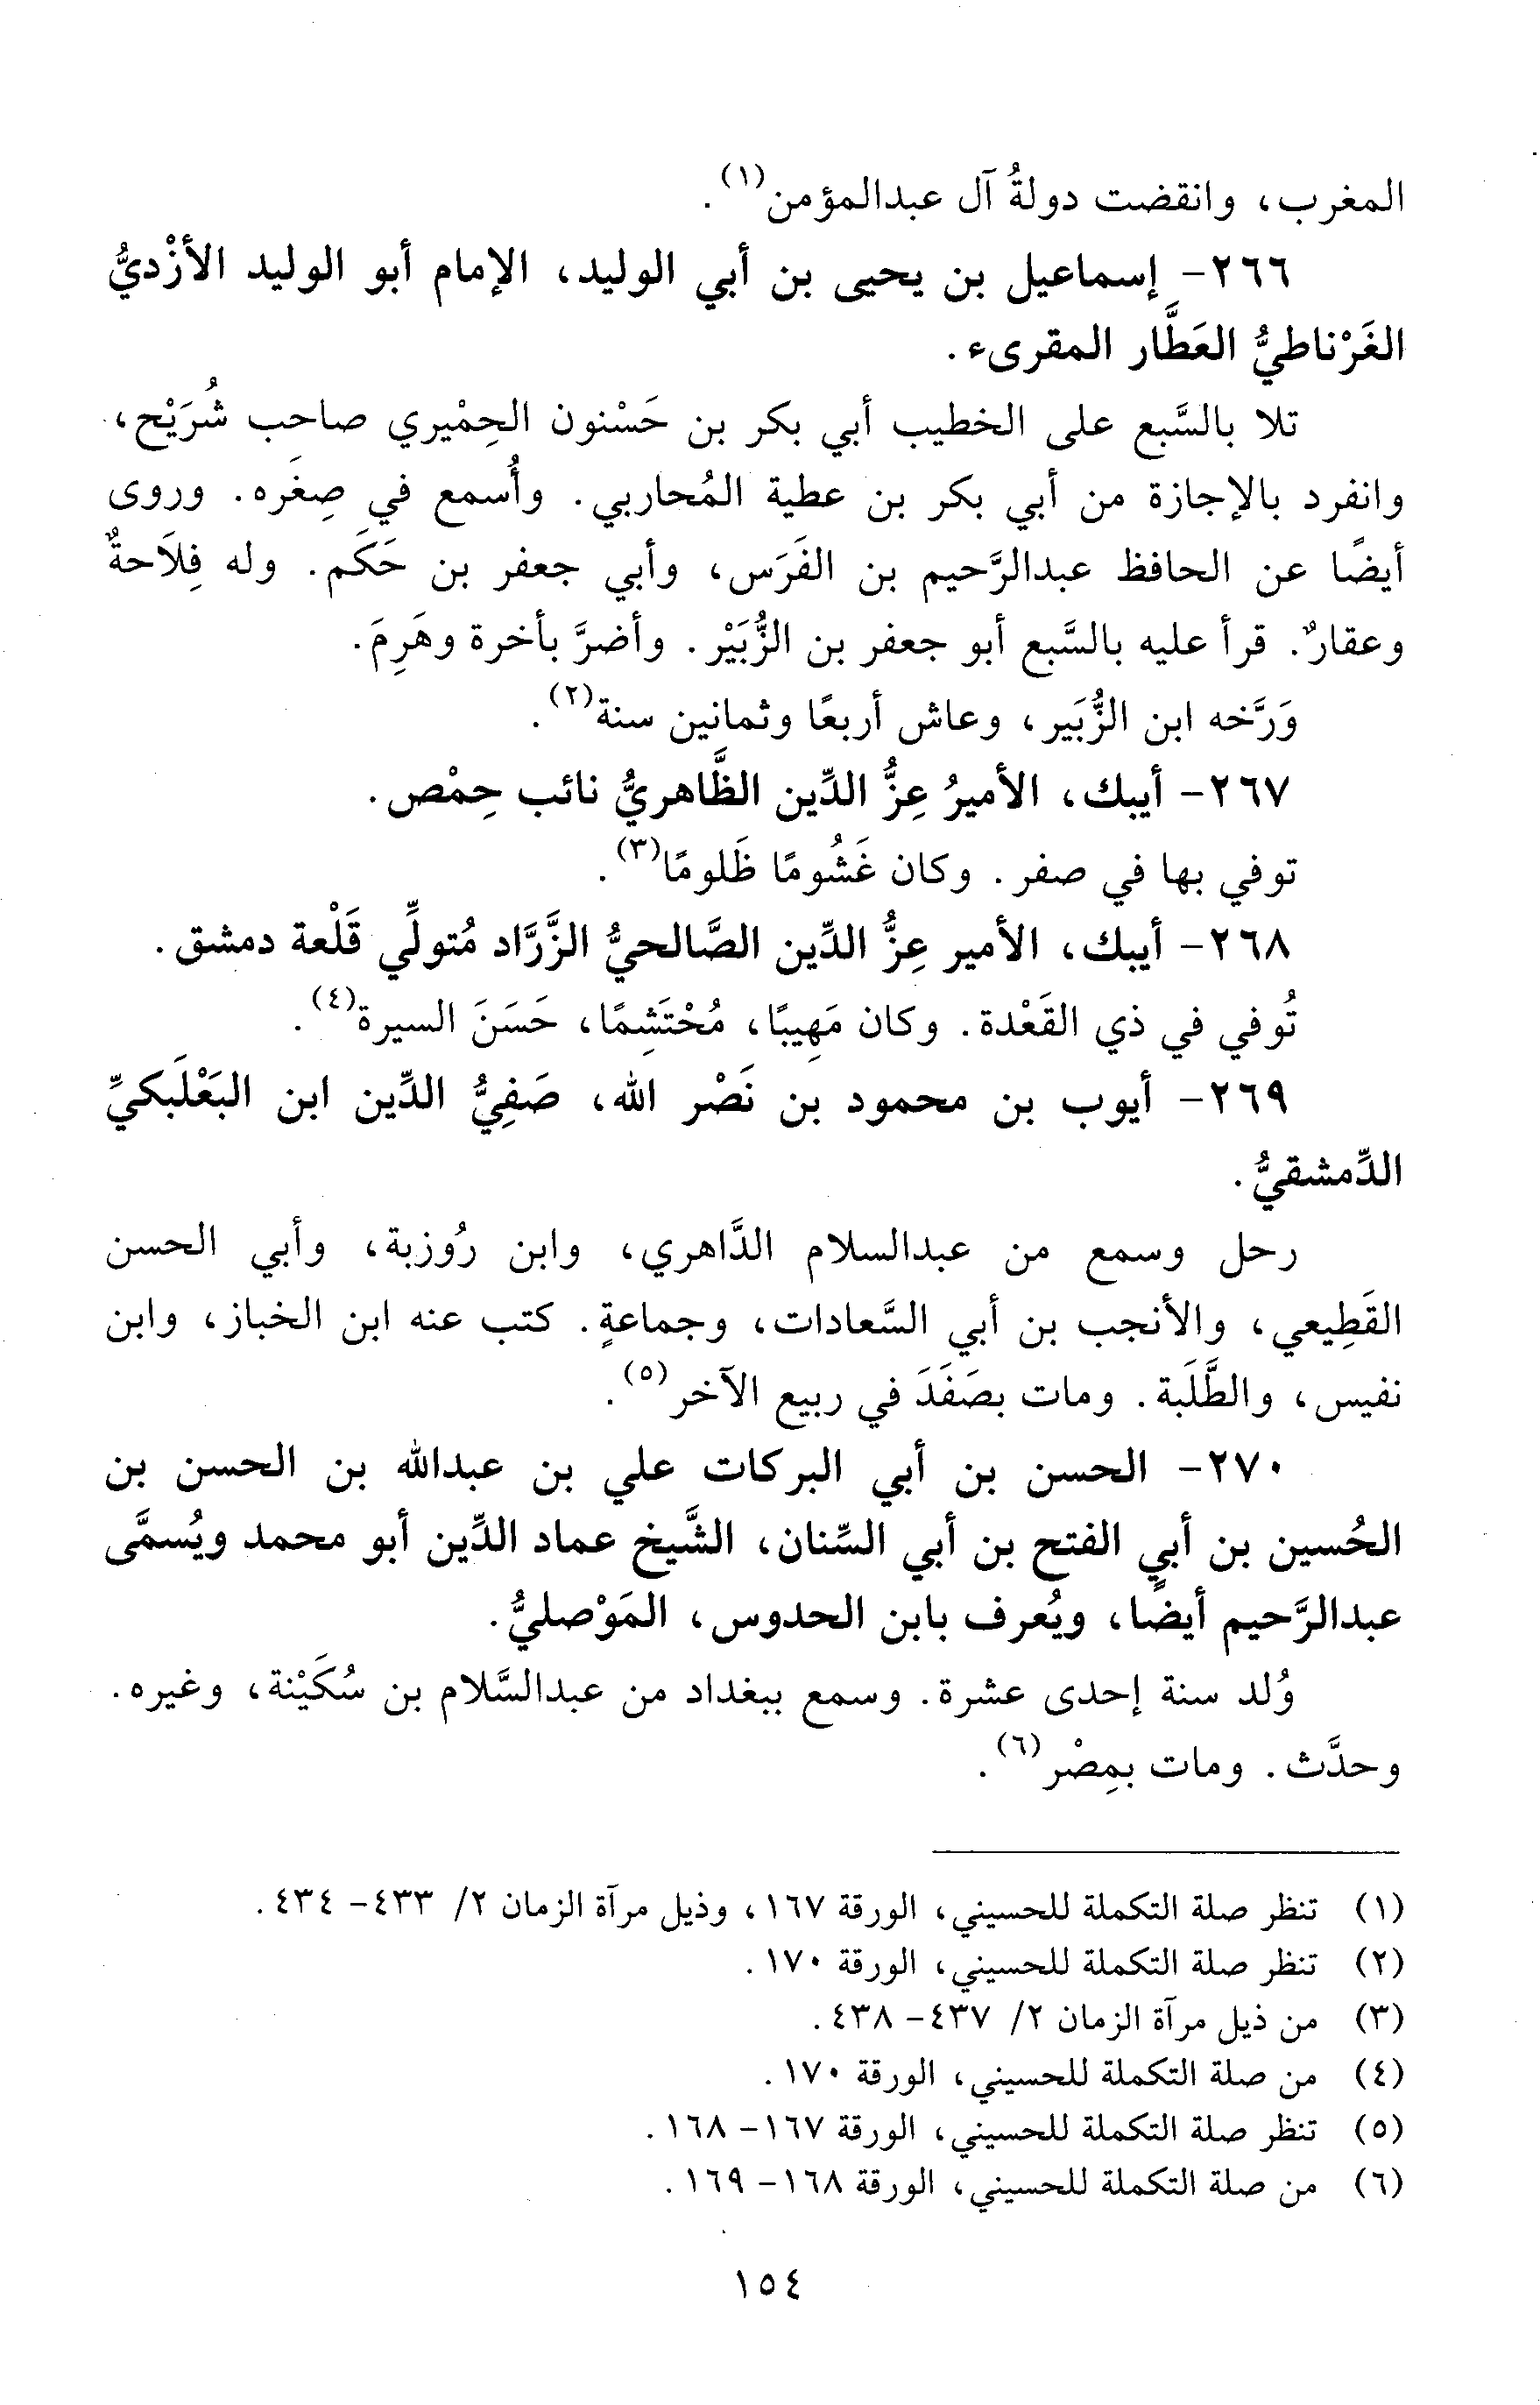 المغرب، وانقضت دولةُ آل عبدالمؤمن(١).
٢٦٦- إسماعيل بن يحيى بن أبي الوليد، الإمام أبو الوليد الأزْديُّ
الغَرْناطيُّ العَطَّار المقرىء.
تلا بالسَّبع على الخطيب أبي بكر بن حَسْنون الحِمْيري صاحب شُرَيْح،
وانفرد بالإجازة من أبي بكر بن عطية المُحاربي. وأُسمع في صِغَره. وروى
أيضًا عن الحافظ عبدالرَّحيم بن الفَرَس، وأبي جعفر بن حَكَم. وله فِلَاحةٌ
وعقارٌ. قرأ عليه بالسَّبع أبو جعفر بن الزُّبَيْر. وأضرَّ بأخرة وهَرِمَ.
وَرَّخه ابن الزُّبَير، وعاش أربعًا وثمانين سنة(٢).
٢٦٧- أيبك، الأميرُ عِزُّ الدِّين الظَّاهريُّ نائب حِمْص.
توفي بها في صفر. وكان غَشُومًا ظَلومًا(٣).
٢٦٨- أيبك، الأمير عِزُّ الدِّين الصَّالحيُّ الزَّرَّاد مُتولِّي قَلْعة دمشق.
تُوفي في ذي القَعْدة. وكان مَهِيبًا، مُحْتَشِمًا، حَسَنَ السيرة(٤).
٢٦٩- أيوب بن محمود بن نَصْر الله، صَفِيُّ الدِّين ابن البَعْلَبكيِّ
الدِّمشقيُّ.
رحل وسمع من عبدالسلام الدَّاهري، وابن رُوزبة، وأبي الحسن
القَطِيعي، والأنجب بن أبي السَّعادات، وجماعةٍ. كتب عنه ابن الخباز، وابن
نفيس، والطَّلَبة. ومات بصَفَدَ في ربيع الآخر(٥).
٢٧٠- الحسن بن أبي البركات علي بن عبدالله بن الحسن بن
الحُسين بن أبي الفتح بن أبي السِّنان، الشَّيخ عماد الدِّين أبو محمد ويُسمَّى
عبدالرَّحيم أيضًا، ويُعرف بابن الحدوس، المَوْصليُّ.
وُلد سنة إحدى عشرة. وسمع ببغداد من عبدالسَّلام بن سُكَيْنة، وغيره.
وحدَّث. ومات بمِصْر(٦).
(١) تنظر صلة التكملة للحسيني، الورقة ١٦٧، وذيل مرآة الزمان ٢/ ٤٣٣- ٤٣٤.
(٢) تنظر صلة التكملة للحسيني، الورقة ١٧٠.
(٣) من ذيل مرآة الزمان ٢/ ٤٣٧- ٤٣٨.
(٤) من صلة التكملة للحسيني، الورقة ١٧٠.
(٥) تنظر صلة التكملة للحسيني، الورقة ١٦٧- ١٦٨.
(٦) من صلة التكملة للحسيني، الورقة ١٦٨- ١٦٩.
١٥٤